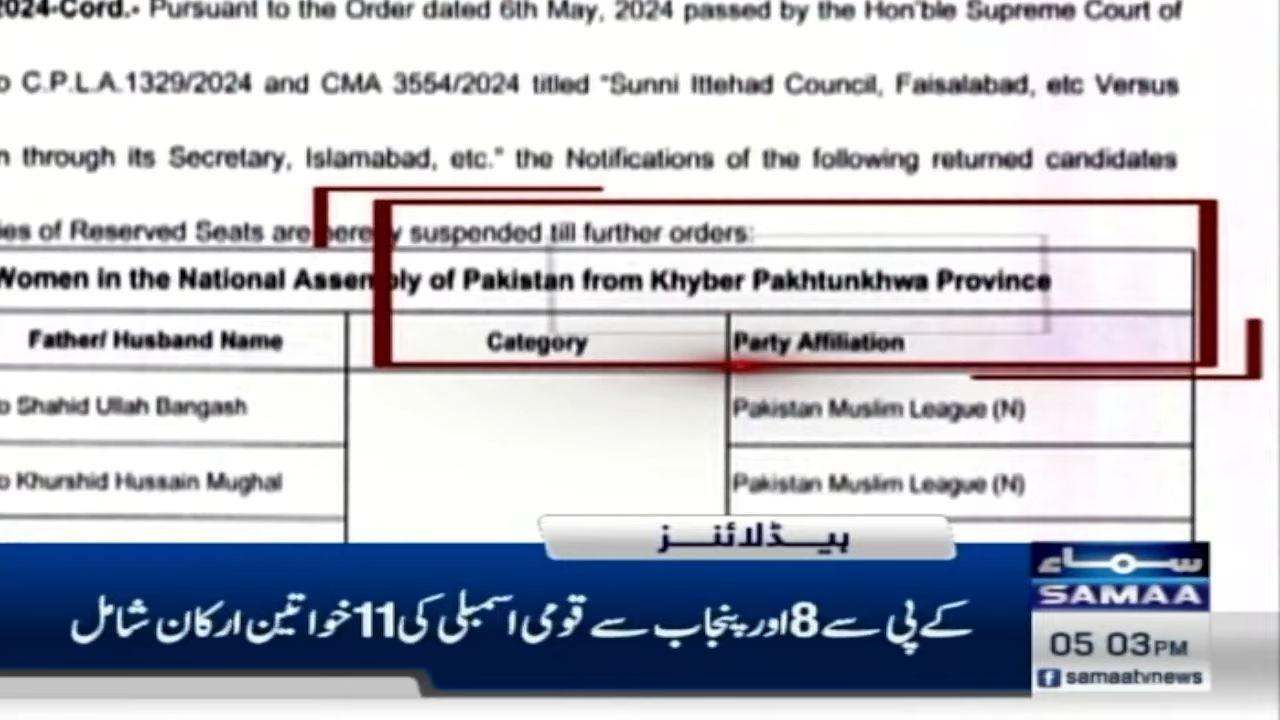 2024-Cord.- Pursuant to the Order dated 6th May, 2024 passed by the Hon'ble Supreme Court of
C.P.L.A.1329/2024 and CMA 3554/2024 titled "Sunni Ittehad Council, Faisalabad, etc Versus
through its Secretary, Islamabad, etc." the Notifications of the following returned candidates
of Reserved Seats are hereby suspended till further orders:
Women in the National Assembly of Pakistan from Khyber Pakhtunkhwa Province
Father/ Husband Name Category Party Affiliation
Shahid Ullah Bangash Pakistan Muslim League (N)
Khurshid Hussain Mughal Pakistan Muslim League (N)
ہیڈلائنز
کے پی سے 8 اور پنجاب سے قومی اسمبلی کی 11 خواتین ارکان شامل
سماء
SAMAA
05 03 PM
samaatvnews